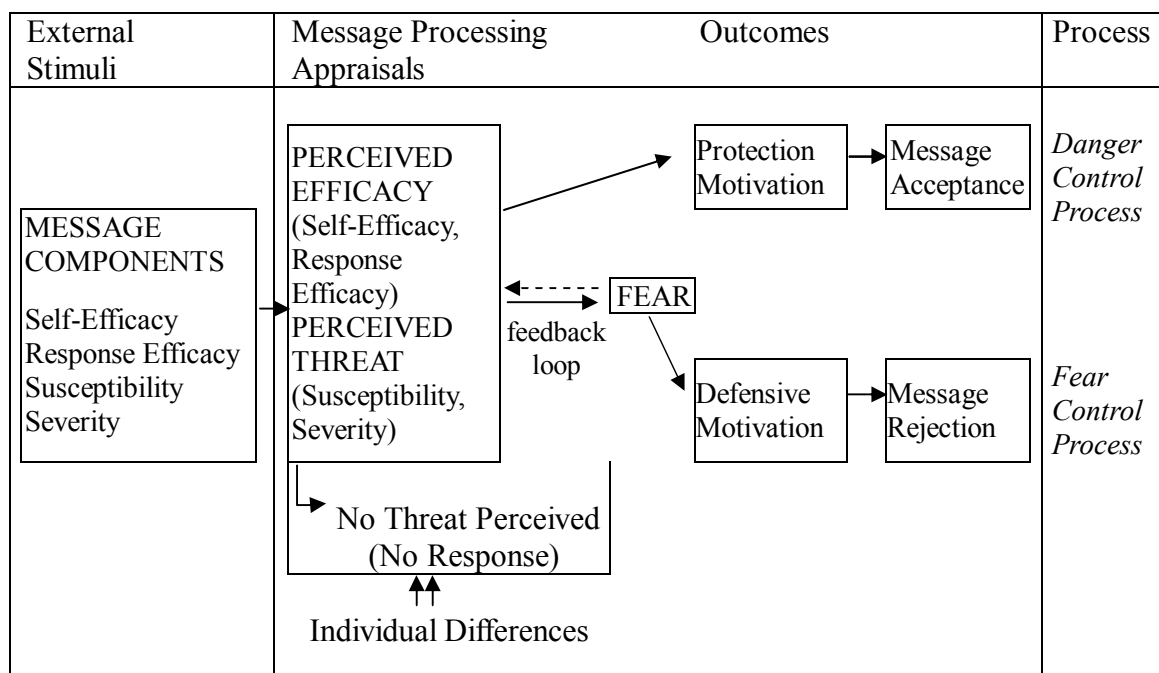 External
Stimuli
Message Processing
Appraisals
Outcomes
Process
MESSAGE
COMPONENTS
Self-Efficacy
Response Efficacy
Susceptibility
Severity
PERCEIVED
EFFICACY
(Self-Efficacy,
Response
Efficacy)
PERCEIVED
THREAT
(Susceptibility,
Severity)
feedback
loop
FEAR
Protection
Motivation
Message
Acceptance
Danger
Control
Process
Defensive
Motivation
Message
Rejection
Fear
Control
Process
No Threat Perceived
(No Response)
Individual Differences